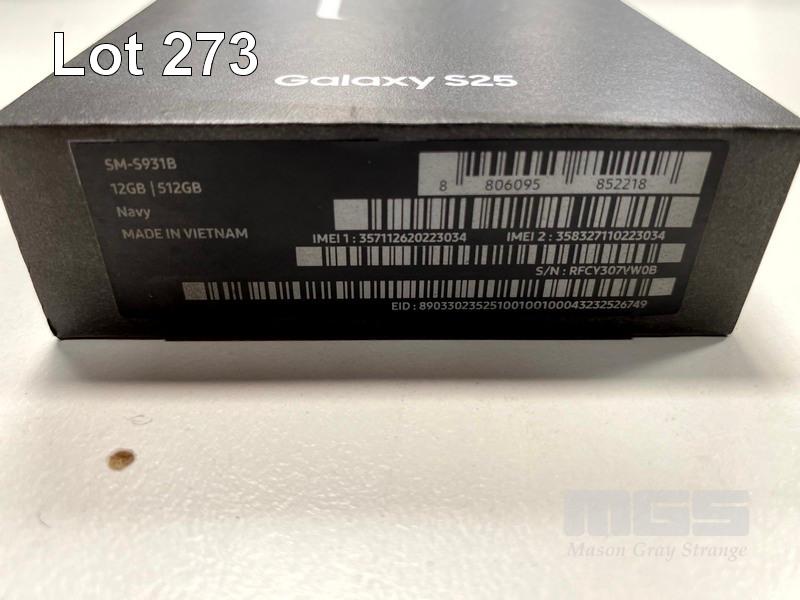 Lot 273
Galaxy S25
SM-S931B
12GB | 512GB
Navy
MADE IN VIETNAM
8 806095 852218
IMEI 1 : 357112620223034 IMEI 2 : 358327110223034
S/N : RFCY307VW0B
EID : 89033023525100100100043232526749
MGS
Mason Gray Strange